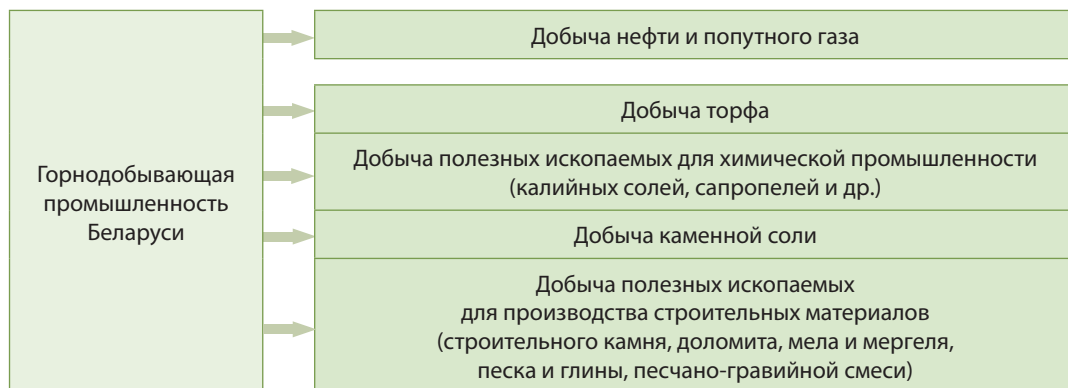 Горнодобывающая
промышленность
Беларуси
Добыча нефти и попутного газа
Добыча торфа
Добыча полезных ископаемых для химической промышленности
(калийных солей, сапропелей и др.)
Добыча каменной соли
Добыча полезных ископаемых
для производства строительных материалов
(строительного камня, доломита, мела и мергеля,
песка и глины, песчано-гравийной смеси)